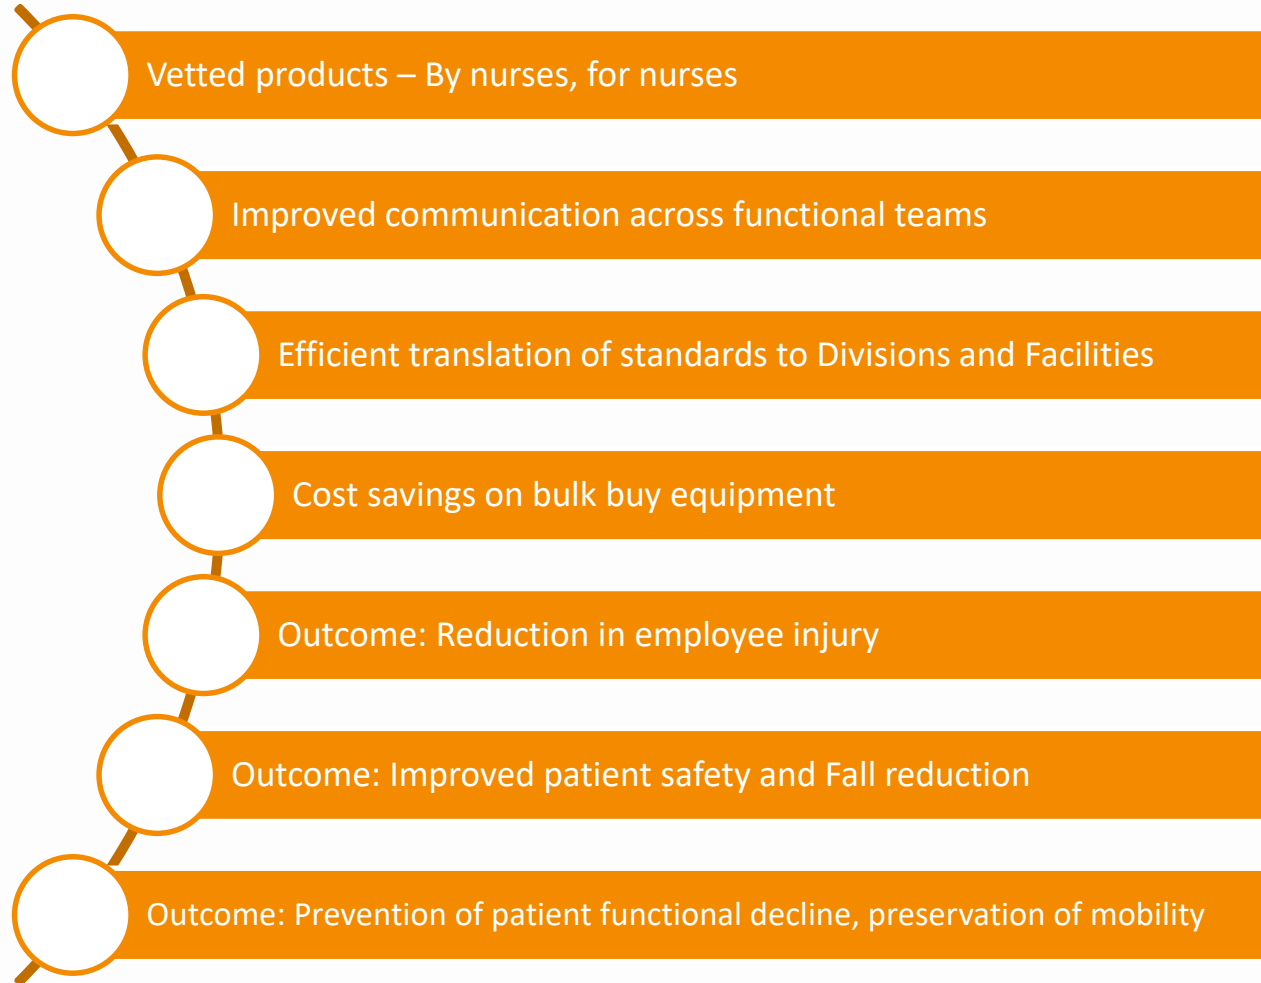 Vetted products – By nurses, for nurses
Improved communication across functional teams
Efficient translation of standards to Divisions and Facilities
Cost savings on bulk buy equipment
Outcome: Reduction in employee injury
Outcome: Improved patient safety and Fall reduction
Outcome: Prevention of patient functional decline, preservation of mobility